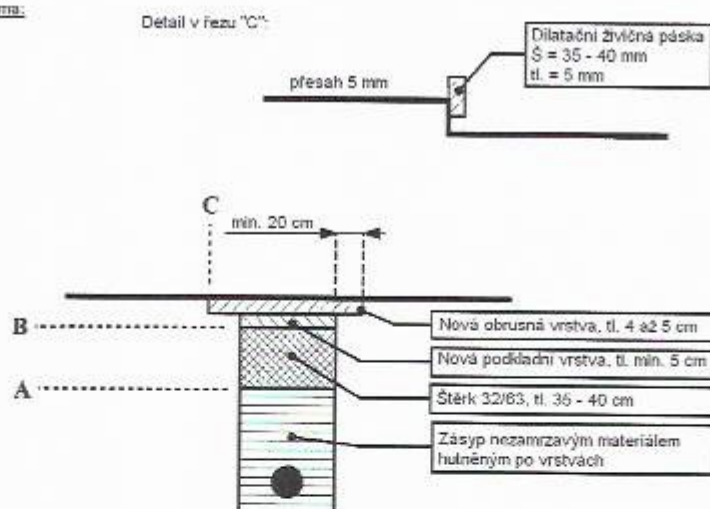 Detail v řezu "C":
Dilatační živičná páska
Š = 35 - 40 mm
tl. = 5 mm
přesah 5 mm
C
min. 20 cm
B
Nová obrusná vrstva, tl. 4 až 5 cm
Nová podkladní vrstva, tl. min. 5 cm
A
Štěrk 32/63, tl. 35 - 40 cm
Zásyp nezamrzavým materiálem
hutněným po vrstvách